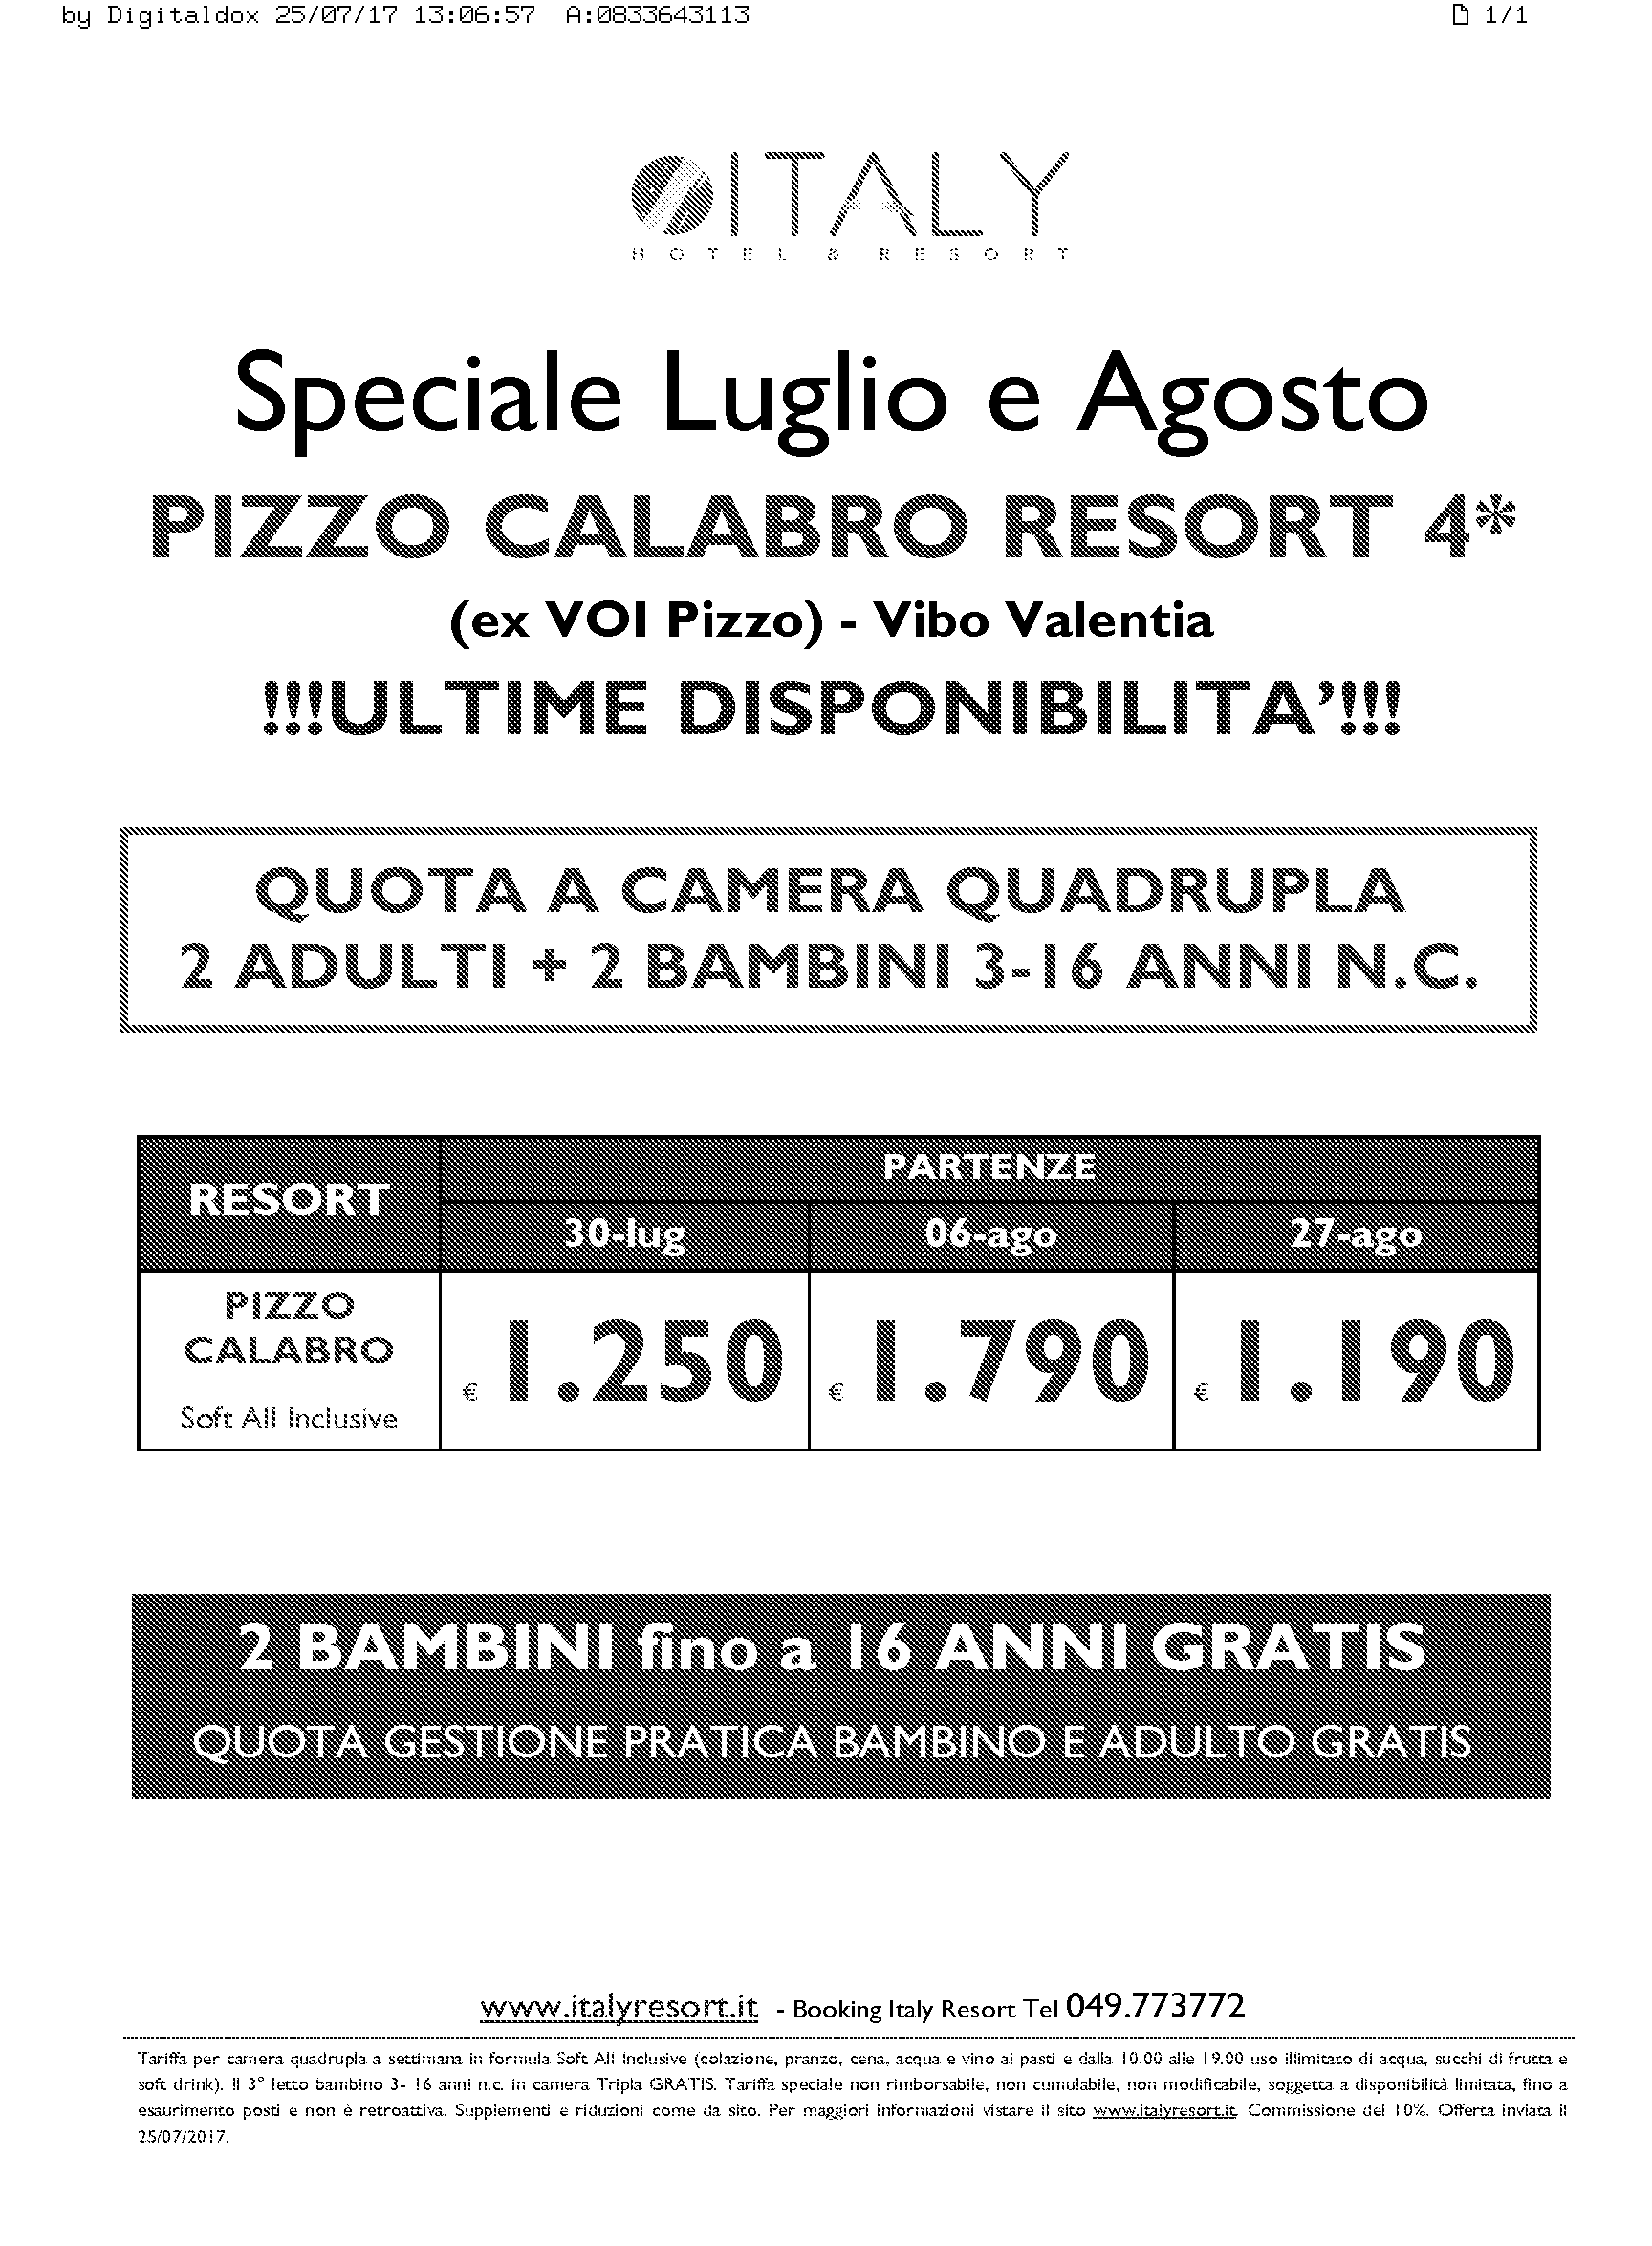 by Digitaldox 25/07/17 13:06:57 A:0833643113 1/1
ITALY
HOTEL & RESORT
Speciale Luglio e Agosto
PIZZO CALABRO RESORT 4*
(ex VOI Pizzo) - Vibo Valentia
!!!ULTIME DISPONIBILITA’!!!
QUOTA A CAMERA QUADRUPLA
2 ADULTI + 2 BAMBINI 3-16 ANNI N.C.
RESORT
PARTENZE
30-lug 06-ago 27-ago
PIZZO
CALABRO
Soft All Inclusive
€ 1.250 € 1.790 € 1.190
2 BAMBINI fino a 16 ANNI GRATIS
QUOTA GESTIONE PRATICA BAMBINO E ADULTO GRATIS
www.italyresort.it - Booking Italy Resort Tel 049.773772
Tariffa per camera quadrupla a settimana in formula Soft All Inclusive (colazione, pranzo, cena, acqua e vino ai pasti e dalla 10.00 alle 19.00 uso illimitato di acqua, succhi di frutta e
soft drink). Il 3° letto bambino 3- 16 anni n.c. in camera Tripla GRATIS. Tariffa speciale non rimborsabile, non cumulabile, non modificabile, soggetta a disponibilità limitata, fino a
esaurimento posti e non è retroattiva. Supplementi e riduzioni come da sito. Per maggiori informazioni vistare il sito www.italyresort.it Commissione del 10%. Offerta inviata il
25/07/2017.